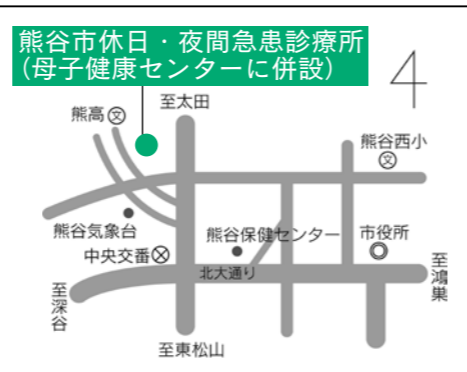 熊谷市休日・夜間急患診療所
（母子健康センターに併設）
至太田
熊高文
熊谷西小
文
熊谷気象台
熊谷保健センター
市役所
中央交番
北大通り
至鴻巣
至深谷
至東松山